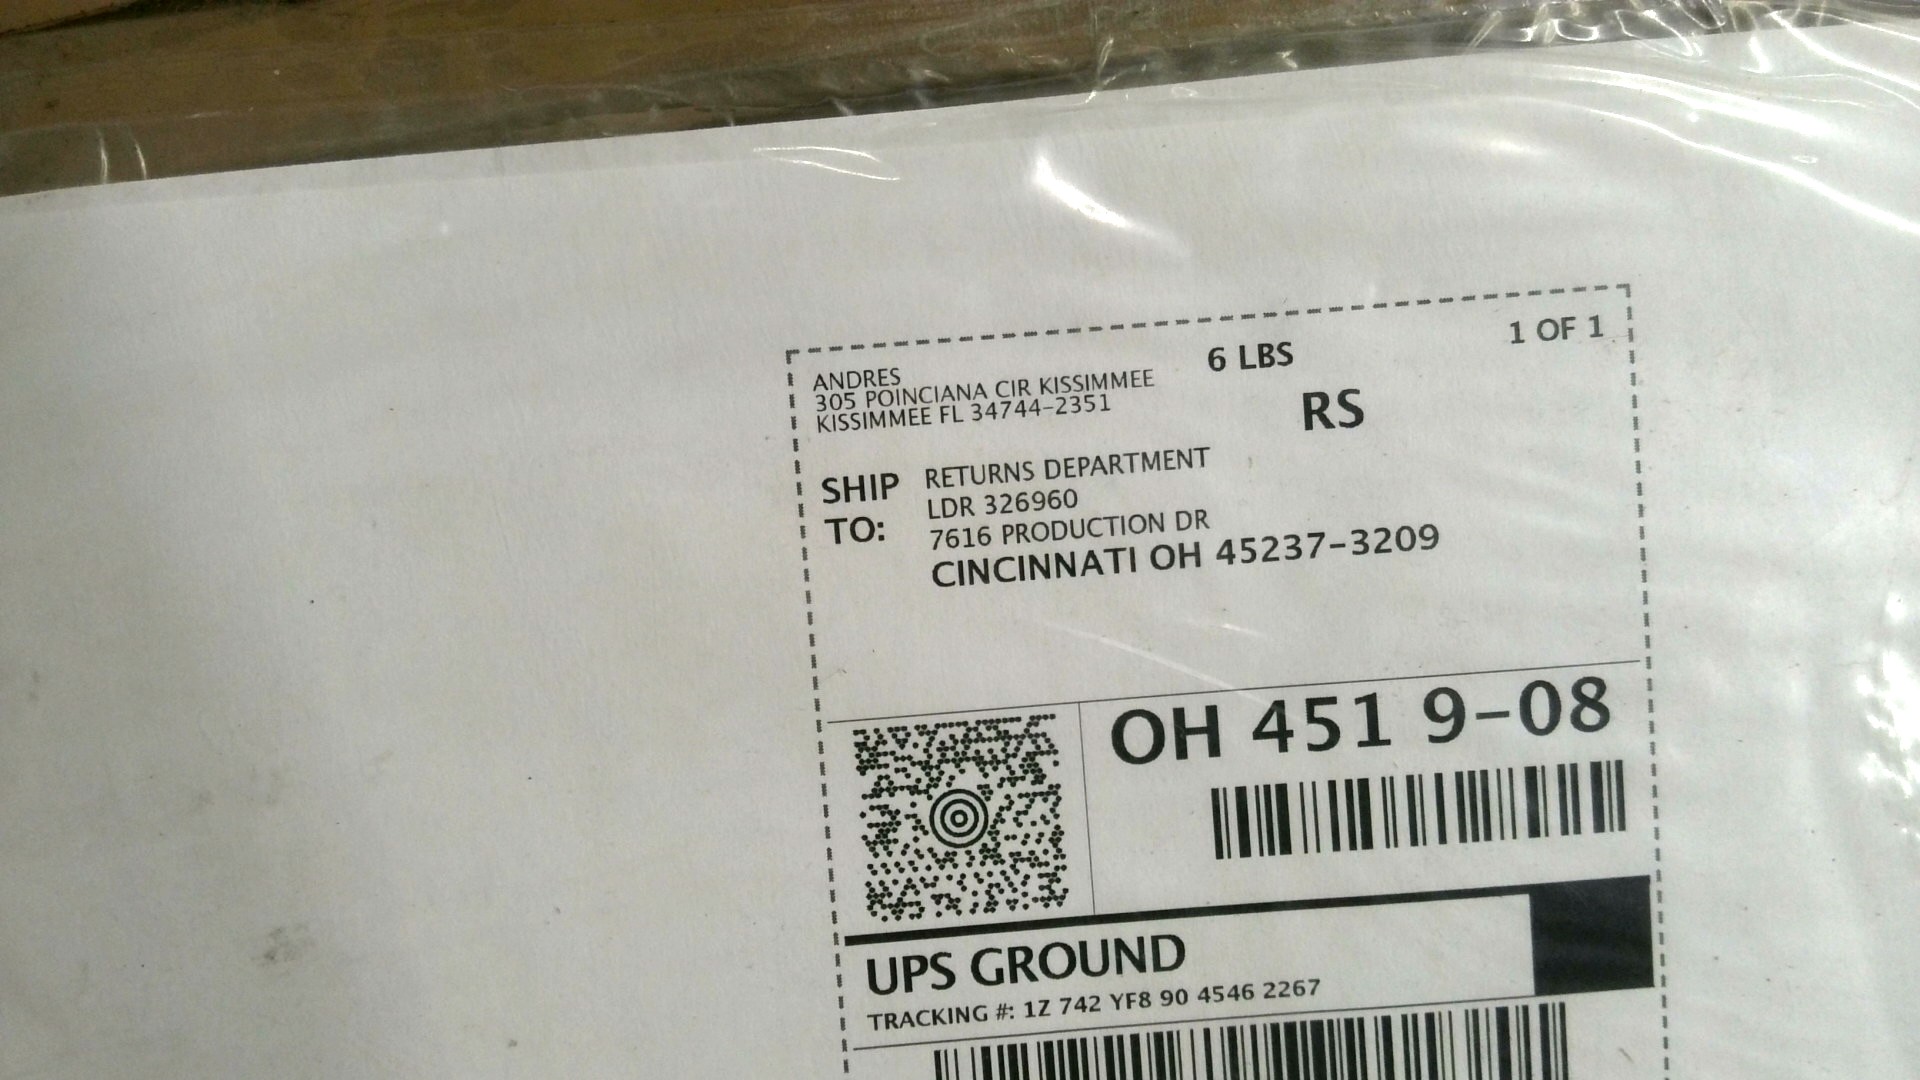 ANDRES
305 POINCIANA CIR KISSIMMEE
KISSIMMEE FL 34744-2351
6 LBS
1 OF 1
RS
SHIP TO:
RETURNS DEPARTMENT
LDR 326960
7616 PRODUCTION DR
CINCINNATI OH 45237-3209
OH 451 9-08
UPS GROUND
TRACKING #: 1Z 742 YF8 90 4546 2267